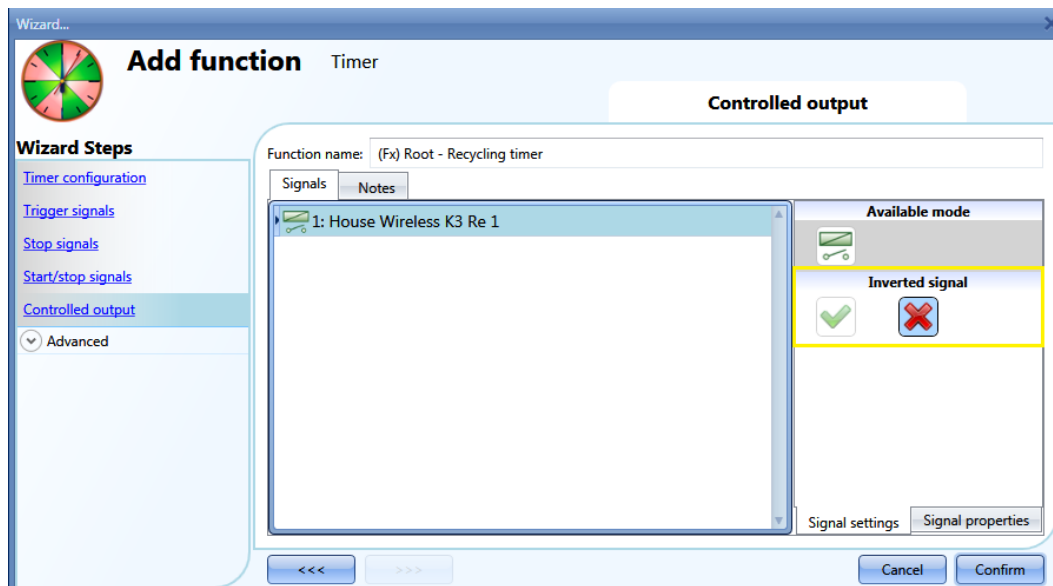 Wizard...
Add function Timer
Controlled output
Wizard Steps
Timer configuration
Trigger signals
Stop signals
Start/stop signals
Controlled output
Advanced
Function name: (Fx) Root - Recycling timer
Signals Notes
1: House Wireless K3 Re 1
Available mode
Inverted signal
Signal settings Signal properties
<<< >>> Cancel Confirm